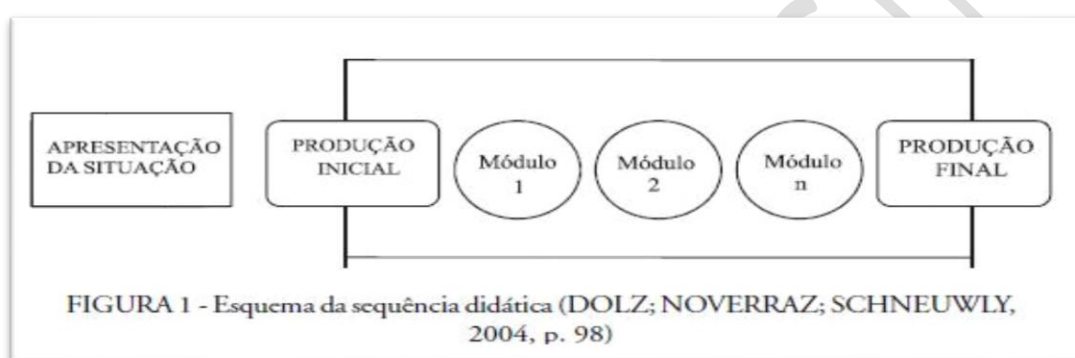 APRESENTAÇÃO
DA SITUAÇÃO
PRODUÇÃO
INICIAL
Módulo
1
Módulo
2
Módulo
n
PRODUÇÃO
FINAL
FIGURA 1 - Esquema da sequência didática (DOLZ; NOVERRAZ; SCHNEUWLY,
2004, p. 98)